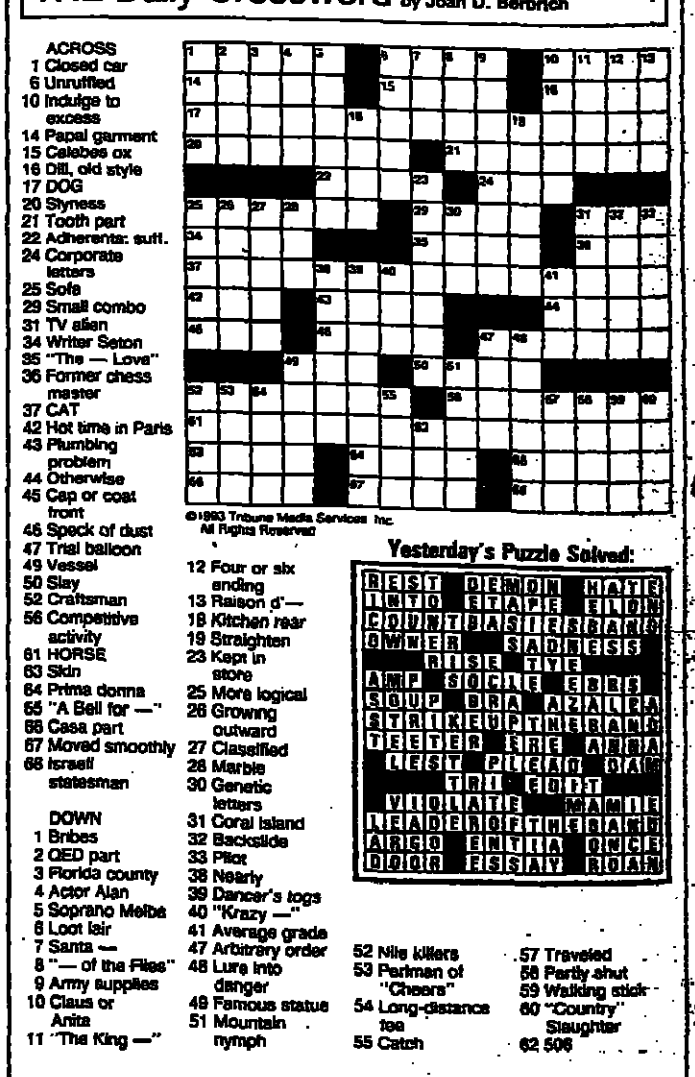 by Joan D. Berbrich
ACROSS
1 Closed car
6 Unruffled
10 Indulge to
excess
14 Papal garment
15 Celebes ox
16 Dill, old style
17 DOG
20 Slyness
21 Tooth part
22 Adherents: suff.
24 Corporate
letters
25 Sofa
29 Small combo
31 TV alien
34 Writer Seton
35 "The — Love"
36 Former chess
master
37 CAT
42 Hot time in Paris
43 Plumbing
problem
44 Otherwise
45 Cap or coat
front
46 Speck of dust
47 Trial balloon
49 Vessel
50 Slay
52 Craftsman
56 Competitive
activity
61 HORSE
63 Skin
64 Prima donna
65 "A Bell for —"
66 Casa part
67 Moved smoothly
68 Israeli
statesman
DOWN
1 Bribes
2 QED part
3 Florida county
4 Actor Alan
5 Soprano Melba
6 Loot lair
7 Santa —
8 "— of the Flies"
9 Army supplies
10 Claus or
Anita
11 "The King —"
©1993 Tribune Media Services, Inc.
All Rights Reserved
12 Four or six
ending
13 Raison d'—
18 Kitchen rear
19 Straighten
23 Kept in
store
25 More logical
26 Growing
outward
27 Classified
28 Marble
30 Genetic
letters
31 Coral island
32 Backslide
33 Pilot
38 Nearly
39 Dancer's togs
40 "Krazy —"
41 Average grade
47 Arbitrary order
48 Lure into
danger
49 Famous statue
51 Mountain
nymph
52 Nile killers
53 Perlman of
"Cheers"
54 Long-distance
fee
55 Catch
57 Traveled
58 Partly shut
59 Walking stick
60 "Country"
Slaughter
62 506
Yesterday's Puzzle Solved:
REST DEMON HATE
INTO ETAPE ELON
COUNTBASIESBAND
OWNER SADNESS
RISE TYE
AMP SOCLE EBRS
SOUP BRA AZALEA
STRIKEUPTHEBAND
TEETER ERE ANNA
LEST PLEAD DAM
TRI EDIT
VIOLATE MAMIE
LEADEROFTHEBAND
ARGO ENTIA ONCE
DOOR ESSAY ROAN